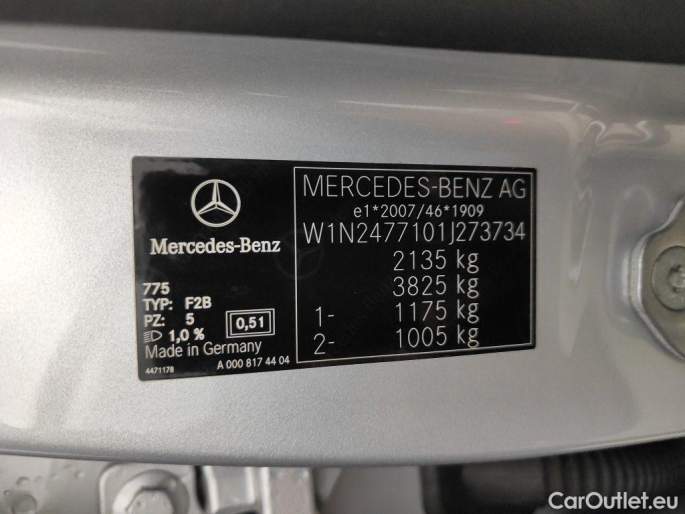 MERCEDES-BENZ AG
e1*2007/46*1909
W1N2477101J273734
2135 kg
3825 kg
1- 1175 kg
2- 1005 kg
Mercedes-Benz
775
TYP: F2B
PZ: 5
1,0 % 0,51
Made in Germany
4471178 A 000 817 44 04
CarOutlet.eu